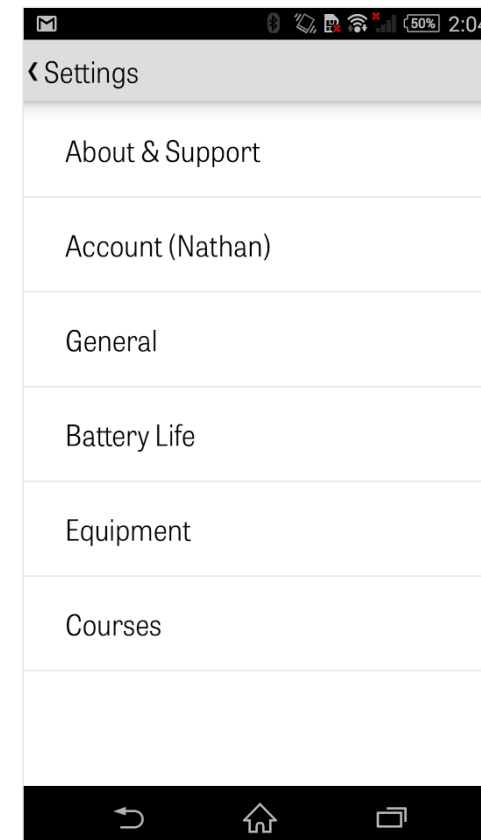 50% 2:04
Settings
About & Support
Account (Nathan)
General
Battery Life
Equipment
Courses